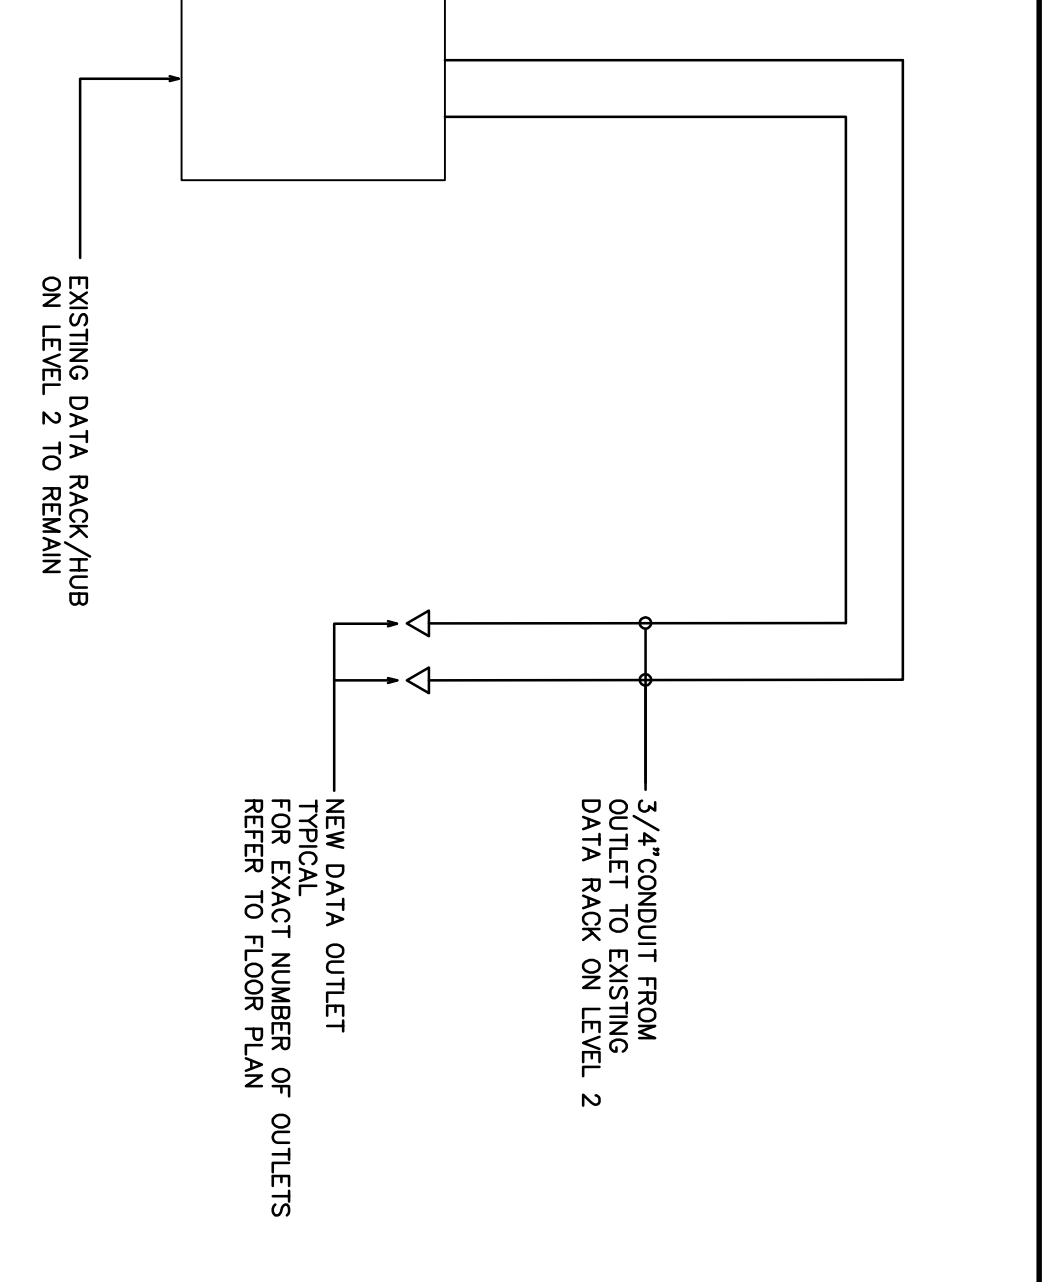 3/4"CONDUIT FROM
OUTLET TO EXISTING
DATA RACK ON LEVEL 2
NEW DATA OUTLET
TYPICAL
FOR EXACT NUMBER OF OUTLETS
REFER TO FLOOR PLAN
EXISTING DATA RACK/HUB
ON LEVEL 2 TO REMAIN